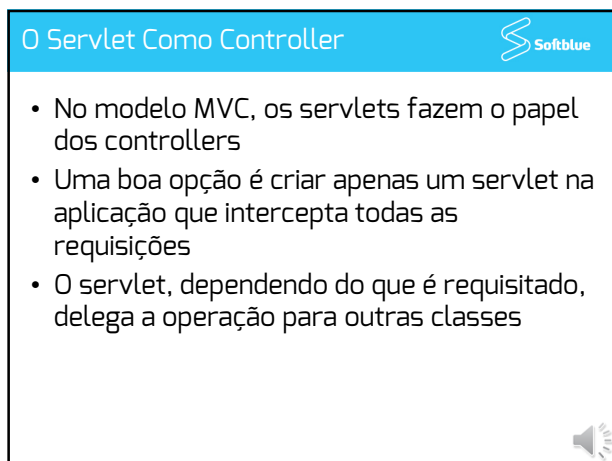 O Servlet Como Controller
Softblue
• No modelo MVC, os servlets fazem o papel
dos controllers
• Uma boa opção é criar apenas um servlet na
aplicação que intercepta todas as
requisições
• O servlet, dependendo do que é requisitado,
delega a operação para outras classes